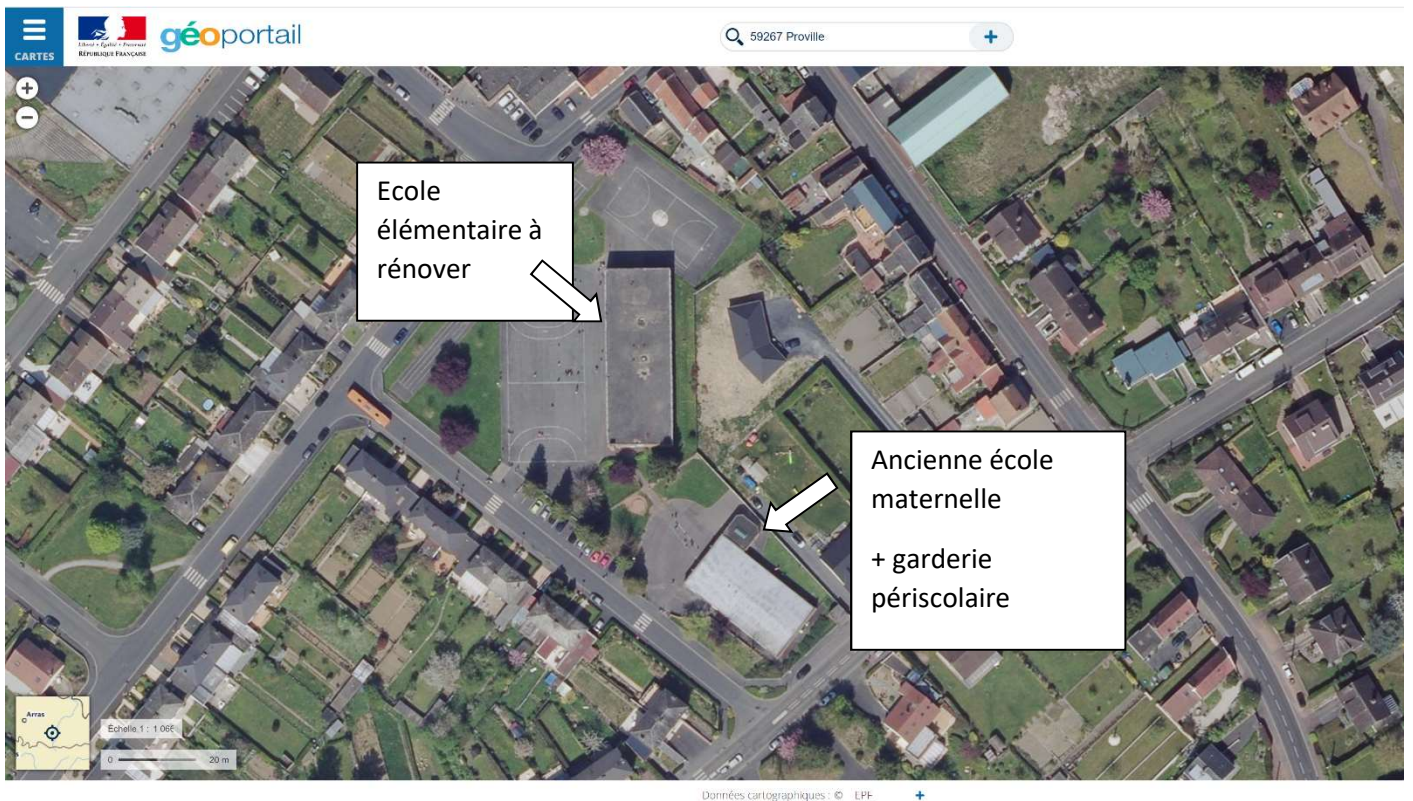 CARTES
Liberté • Égalité • Fraternité
RÉPUBLIQUE FRANÇAISE
géoportail
59267 Proville
+
+
−
Ecole
élémentaire à
rénover
Ancienne école
maternelle
+ garderie
périscolaire
Arras
Échelle 1 : 1 066
0
20 m
Données cartographiques : © EPF +